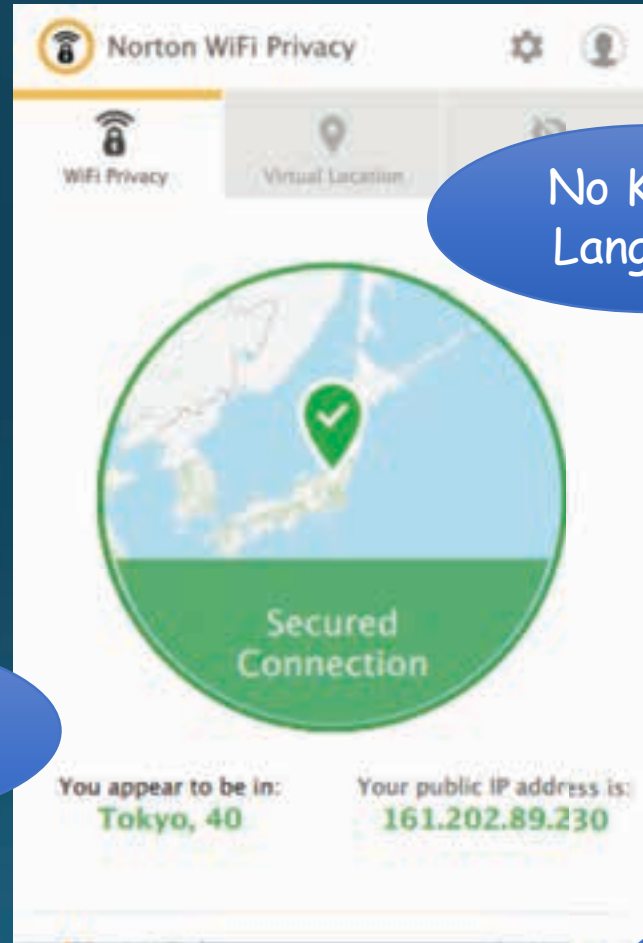 Norton WiFi Privacy
WiFi Privacy
Virtual Location
No
Secured
Connection
You appear to be in:
Tokyo, 40
Your public IP address is:
161.202.89.230